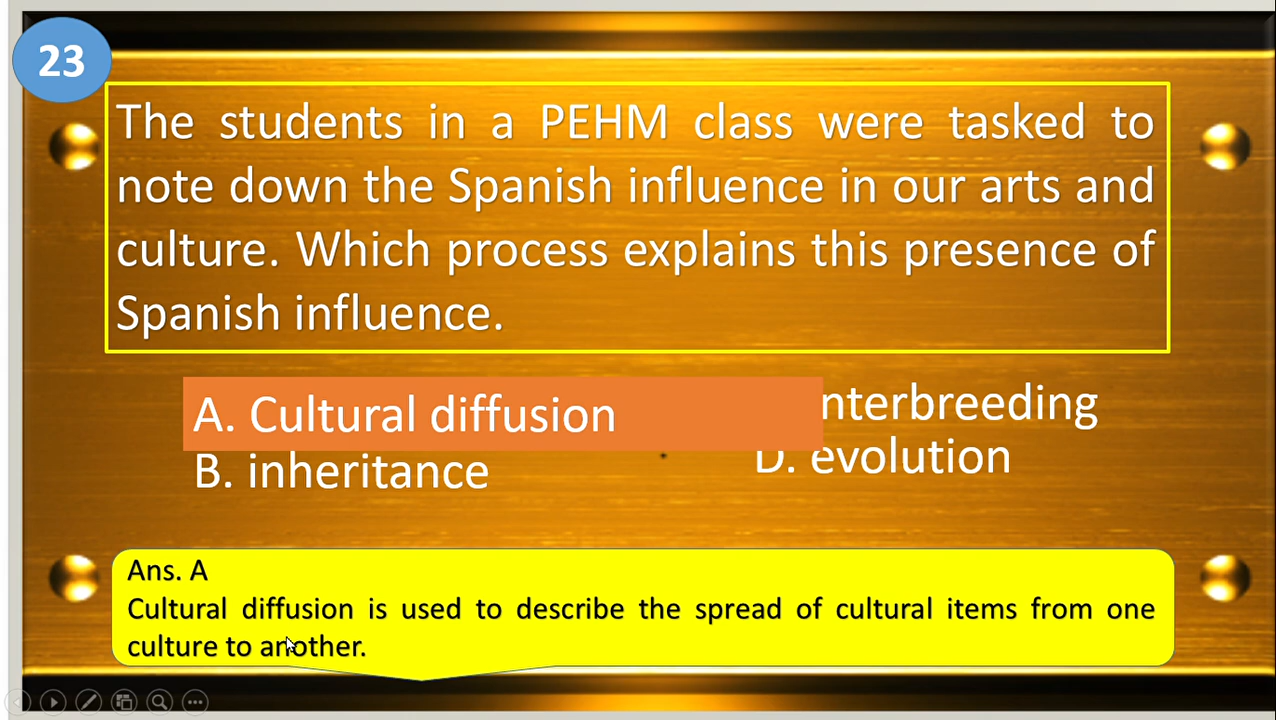 23
The students in a PEHM class were tasked to
note down the Spanish influence in our arts and
culture. Which process explains this presence of
Spanish influence.
A. Cultural diffusion
nterbreeding
B. inheritance
D. evolution
Ans. A
Cultural diffusion is used to describe the spread of cultural items from one
culture to another.